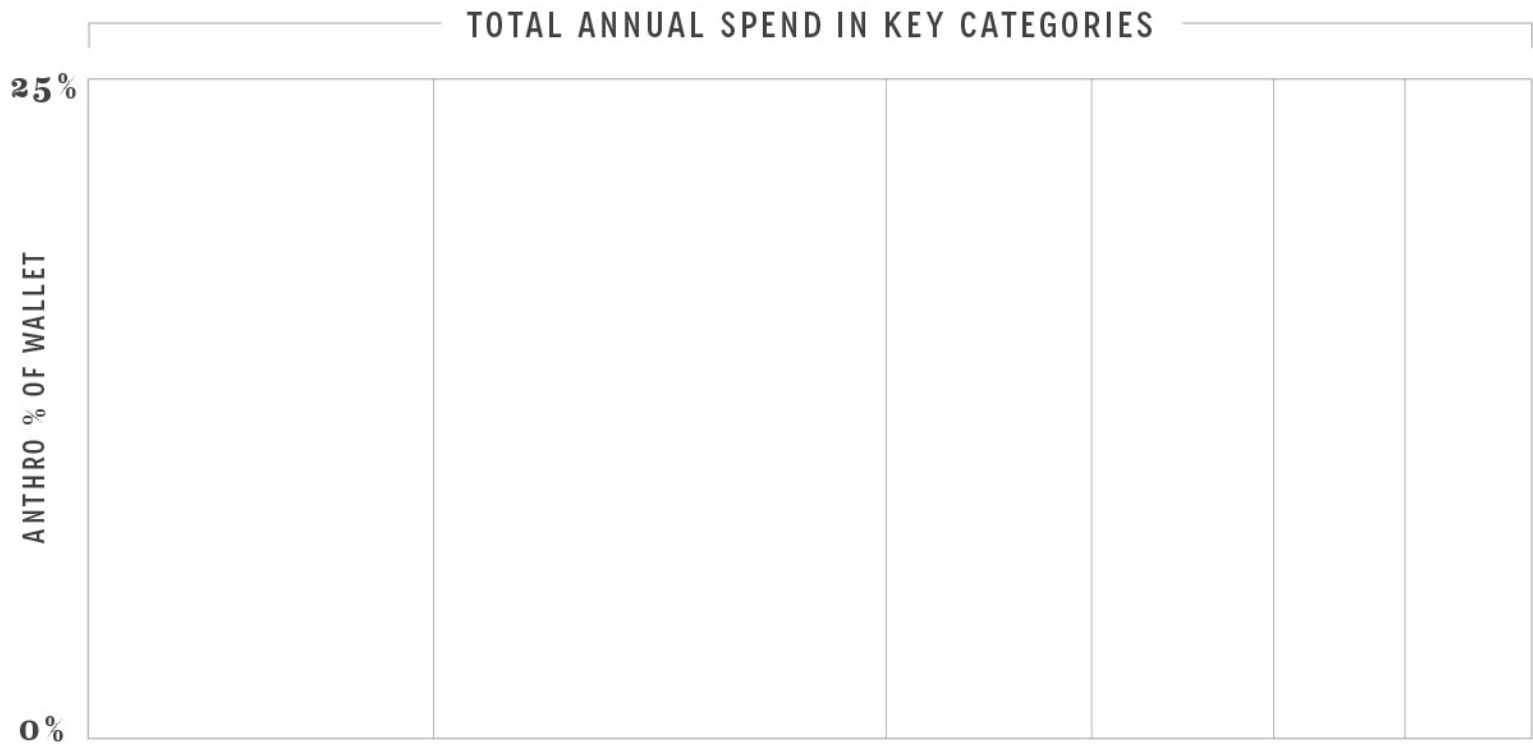 TOTAL ANNUAL SPEND IN KEY CATEGORIES
25%
ANTHRO % OF WALLET
0%